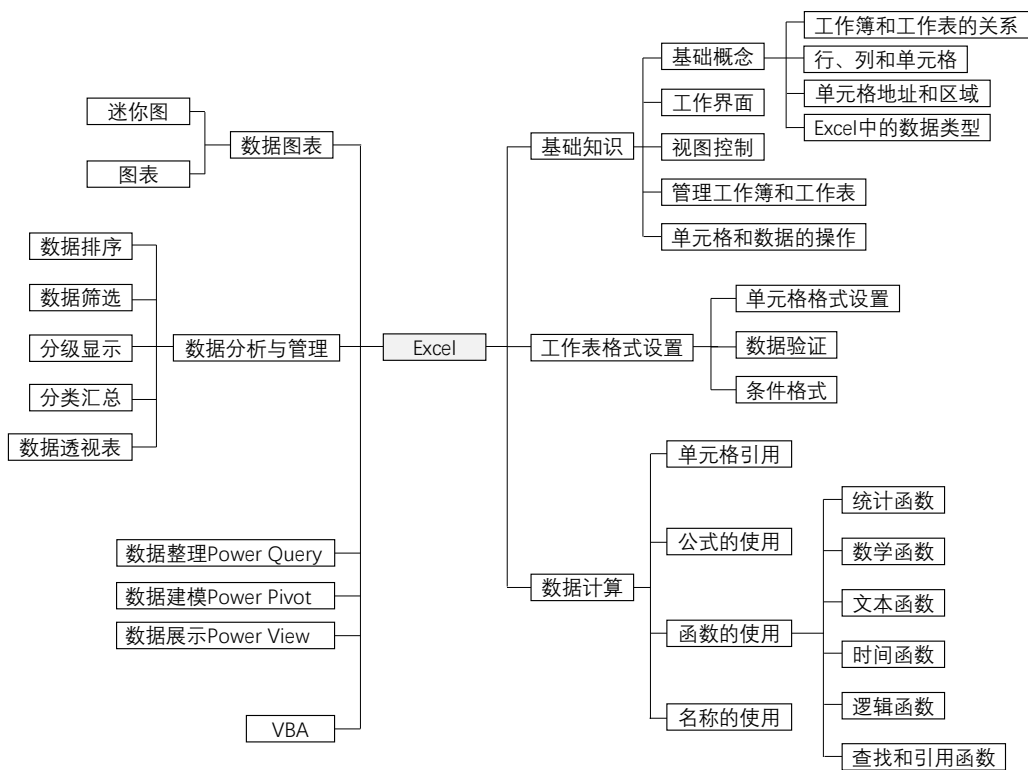 Excel
基础知识
基础概念
工作簿和工作表的关系
行、列和单元格
单元格地址和区域
Excel中的数据类型
工作界面
视图控制
管理工作簿和工作表
单元格和数据的操作
工作表格式设置
单元格格式设置
数据验证
条件格式
数据计算
单元格引用
公式的使用
函数的使用
统计函数
数学函数
文本函数
时间函数
逻辑函数
查找和引用函数
名称的使用
数据图表
迷你图
图表
数据分析与管理
数据排序
数据筛选
分级显示
分类汇总
数据透视表
数据整理Power Query
数据建模Power Pivot
数据展示Power View
VBA